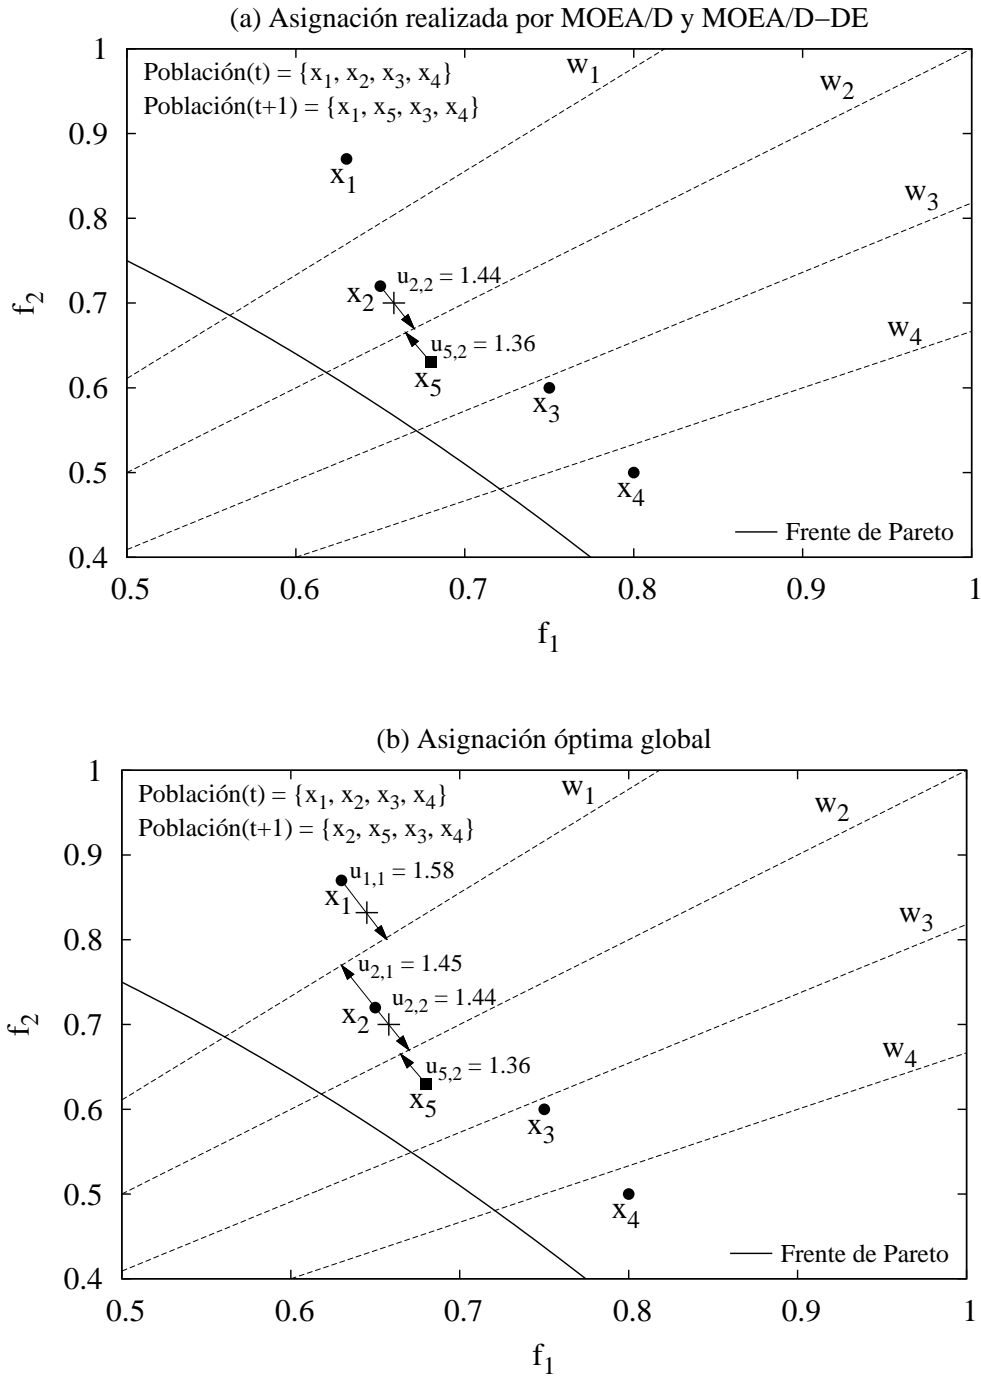 (a) Asignación realizada por MOEA/D y MOEA/D–DE
Población(t) = {x1, x2, x3, x4}
Población(t+1) = {x1, x5, x3, x4}
w1
w2
w3
w4
x1
x2
u2,2 = 1.44
u5,2 = 1.36
x5
x3
x4
Frente de Pareto
1
0.9
0.8
0.7
0.6
0.5
0.4
f2
0.5 0.6 0.7 0.8 0.9 1
f1
(b) Asignación óptima global
Población(t) = {x1, x2, x3, x4}
Población(t+1) = {x2, x5, x3, x4}
w1
w2
w3
w4
u1,1 = 1.58
x1
u2,1 = 1.45
u2,2 = 1.44
x2
u5,2 = 1.36
x5
x3
x4
Frente de Pareto
1
0.9
0.8
0.7
0.6
0.5
0.4
f2
0.5 0.6 0.7 0.8 0.9 1
f1